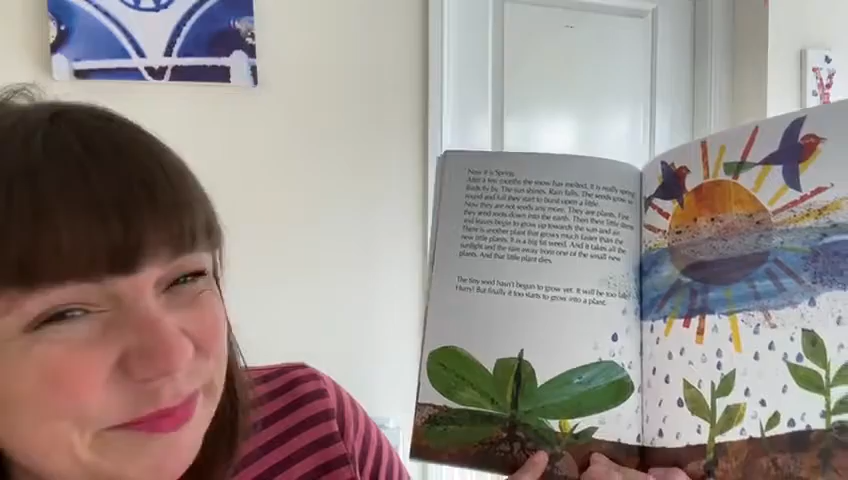 Now it is Spring.
After a few months the snow has melted. It is really spring.
Birds fly by. The sun shines. Rain falls. The seeds grow so
round and full they start to burst open a little.
Now they are not seeds any more. They are plants. First
they send roots down into the earth. Then their little stems
and leaves begin to grow up towards the sun and air.
There is another plant that grows much faster than the
new little plants. It is a big fat weed. And it takes all the
sunlight and the rain away from one of the small new
plants. And that little plant dies.
The tiny seed hasn't begun to grow yet. It will be too late!
Hurry! But finally it too starts to grow into a plant.